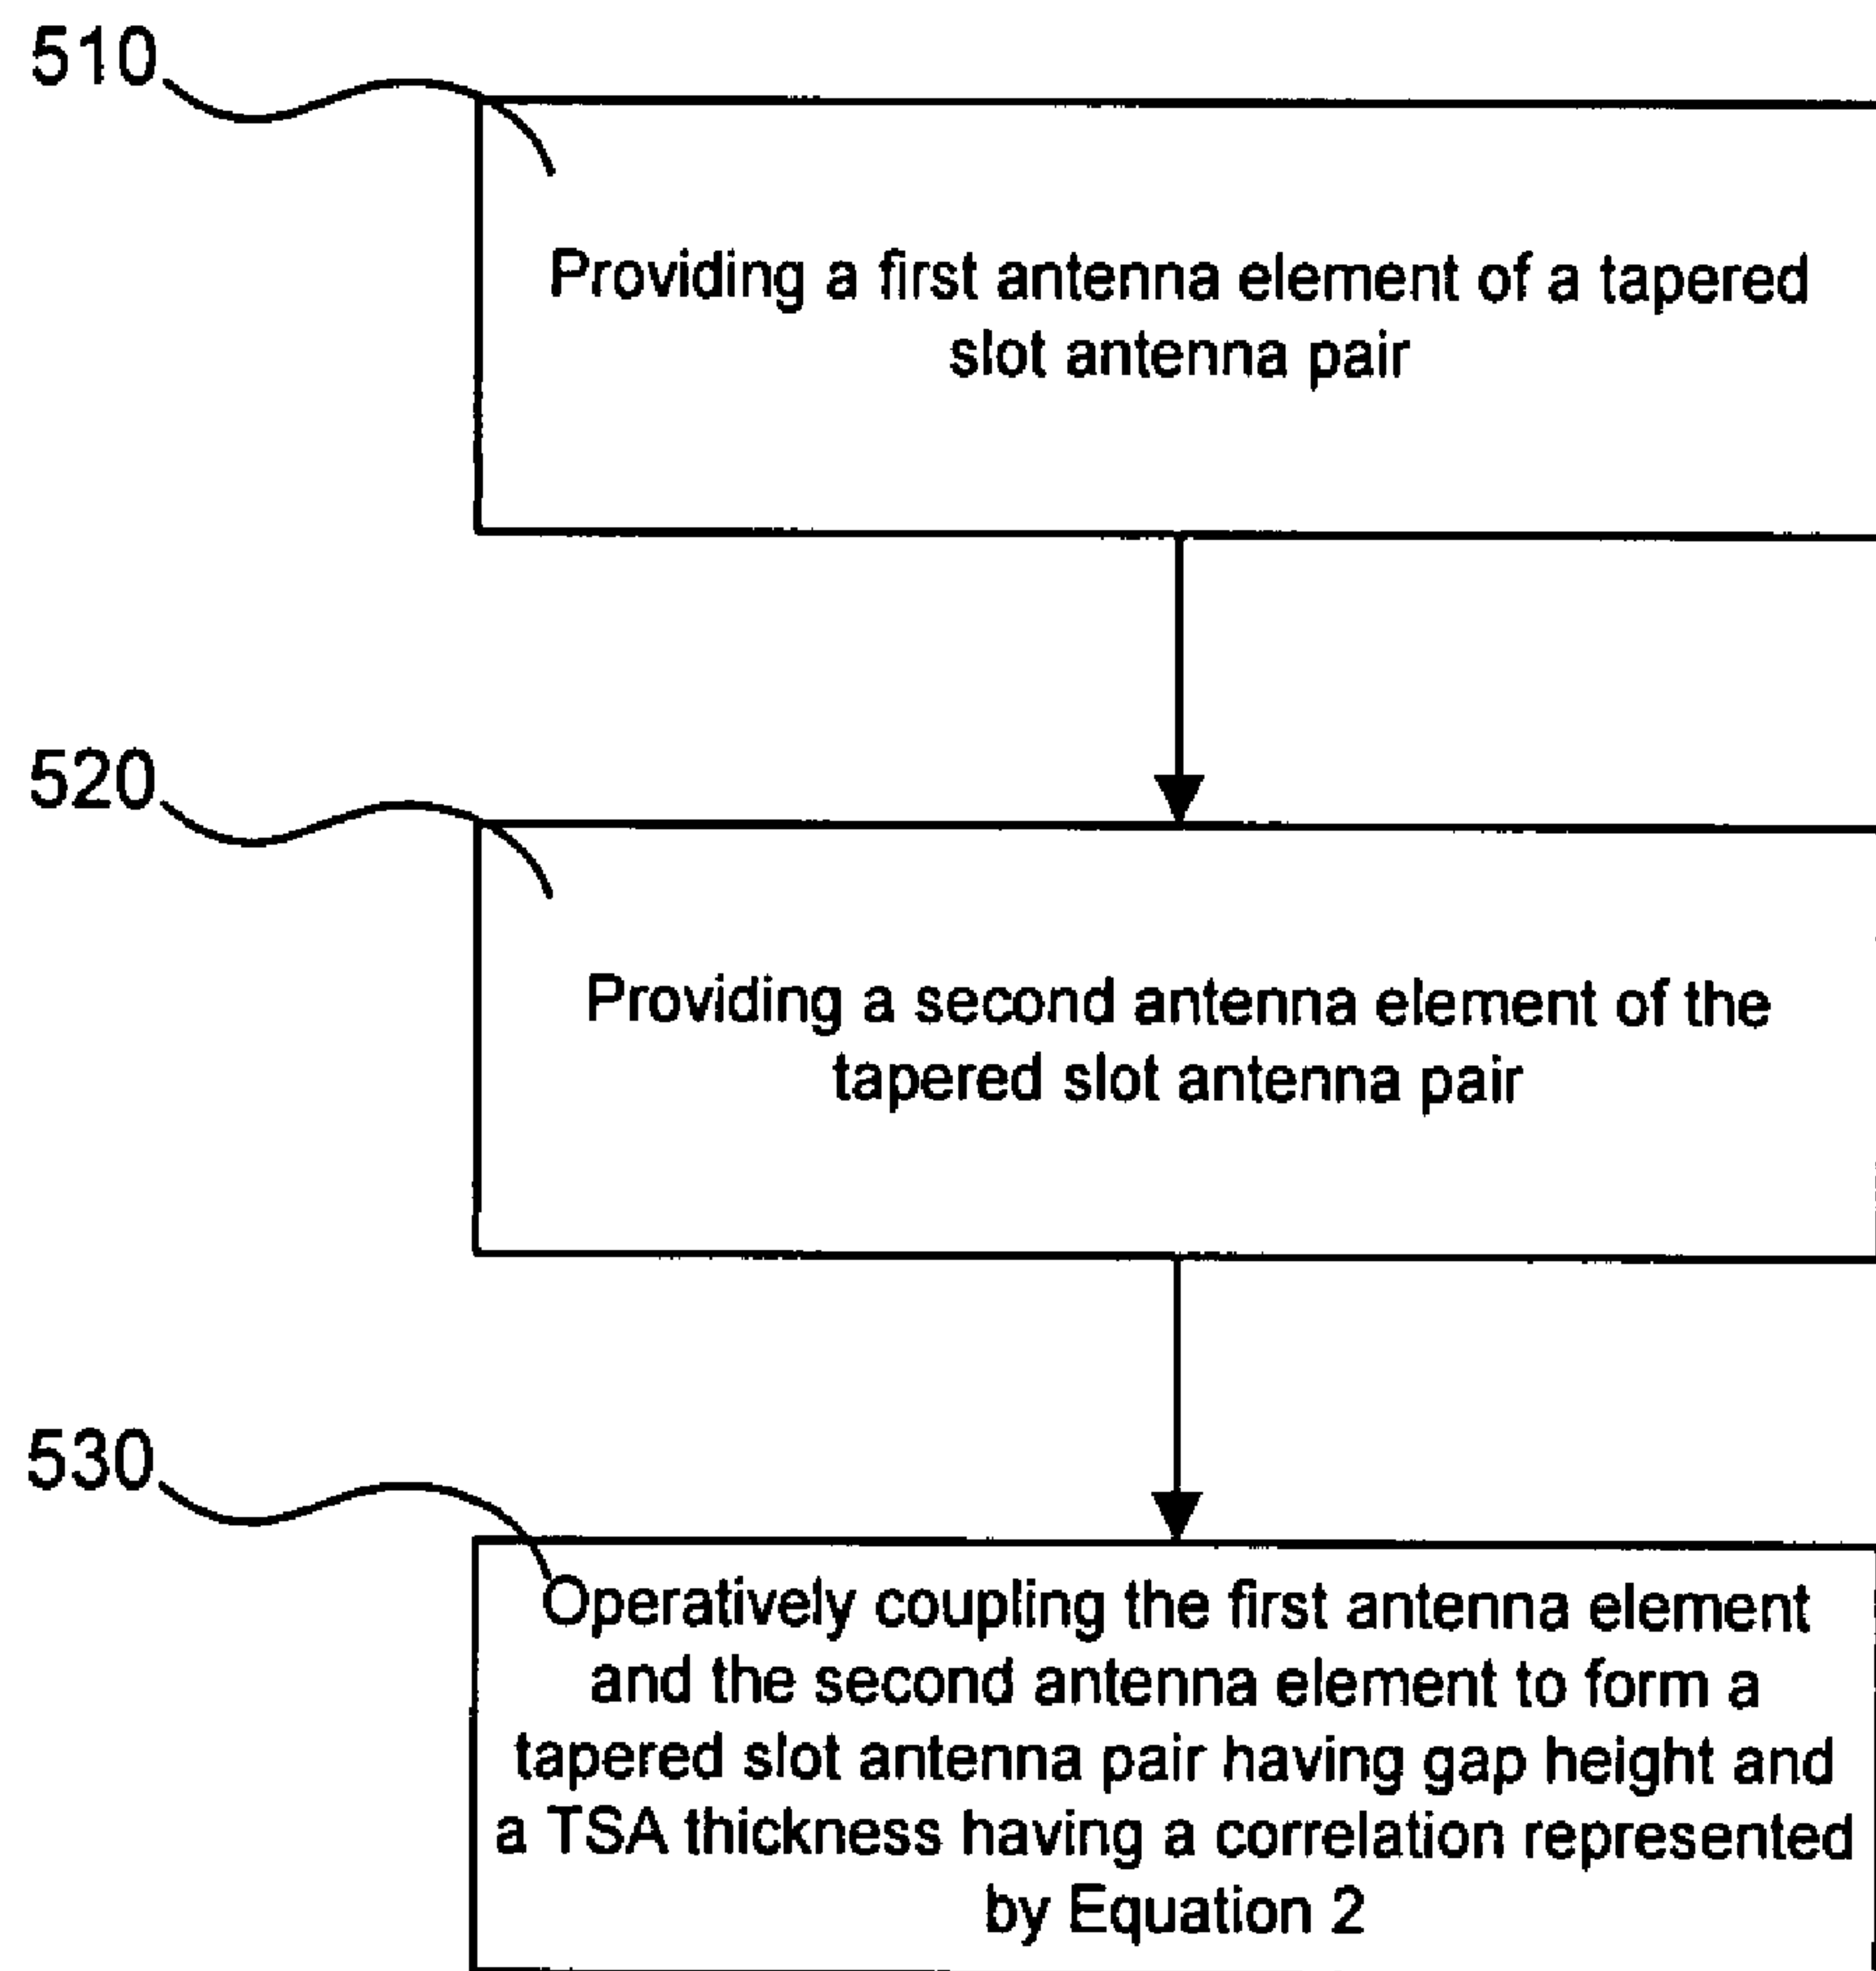 510
Providing a first antenna element of a tapered
slot antenna pair
520
Providing a second antenna element of the
tapered slot antenna pair
530
Operatively coupling the first antenna element
and the second antenna element to form a
tapered slot antenna pair having gap height and
a TSA thickness having a correlation represented
by Equation 2